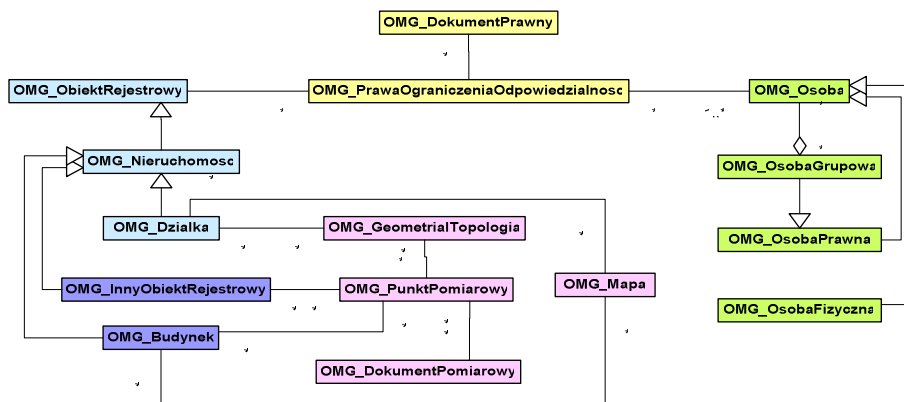 OMG_DokumentPrawny
OMG_ObiektRejestrowy
OMG_PrawaOgraniczeniaOdpowiedzialnosc
OMG_Osoba
OMG_Nieruchomosc
OMG_OsobaGrupowa
OMG_Dzialka
OMG_GeometriaITopologia
OMG_OsobaPrawna
OMG_InnyObiektRejestrowy
OMG_PunktPomiarowy
OMG_Mapa
OMG_OsobaFizyczna
OMG_Budynek
OMG_DokumentPomiarowy